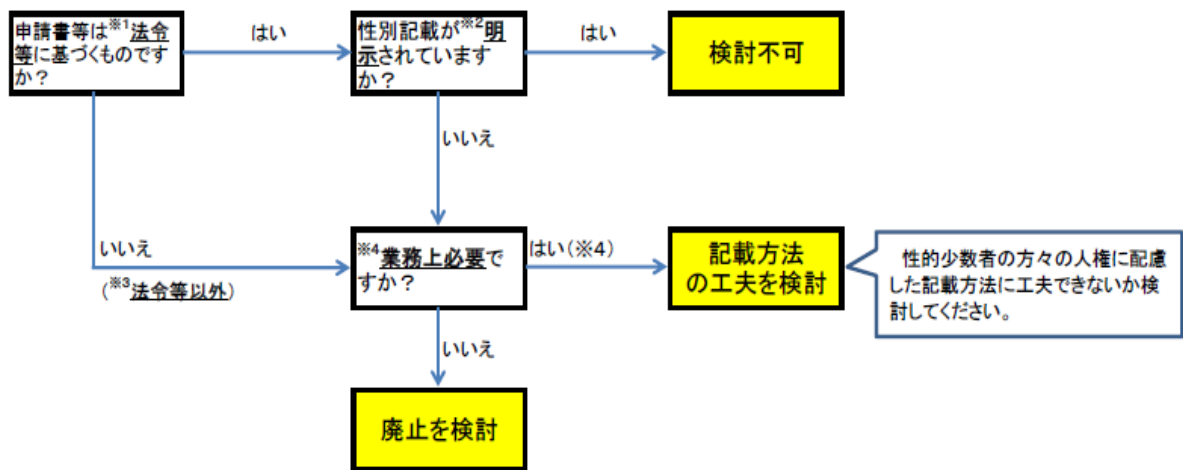 申請書等は※1法令
等に基づくものです
か？
はい
性別記載が※2明
示されています
か？
はい
検討不可
いいえ
いいえ
(※3法令等以外)
※4業務上必要で
すか？
はい(※4)
記載方法
の工夫を検討
性的少数者の方々の人権に配慮
した記載方法に工夫できないか検
討してください。
いいえ
廃止を検討